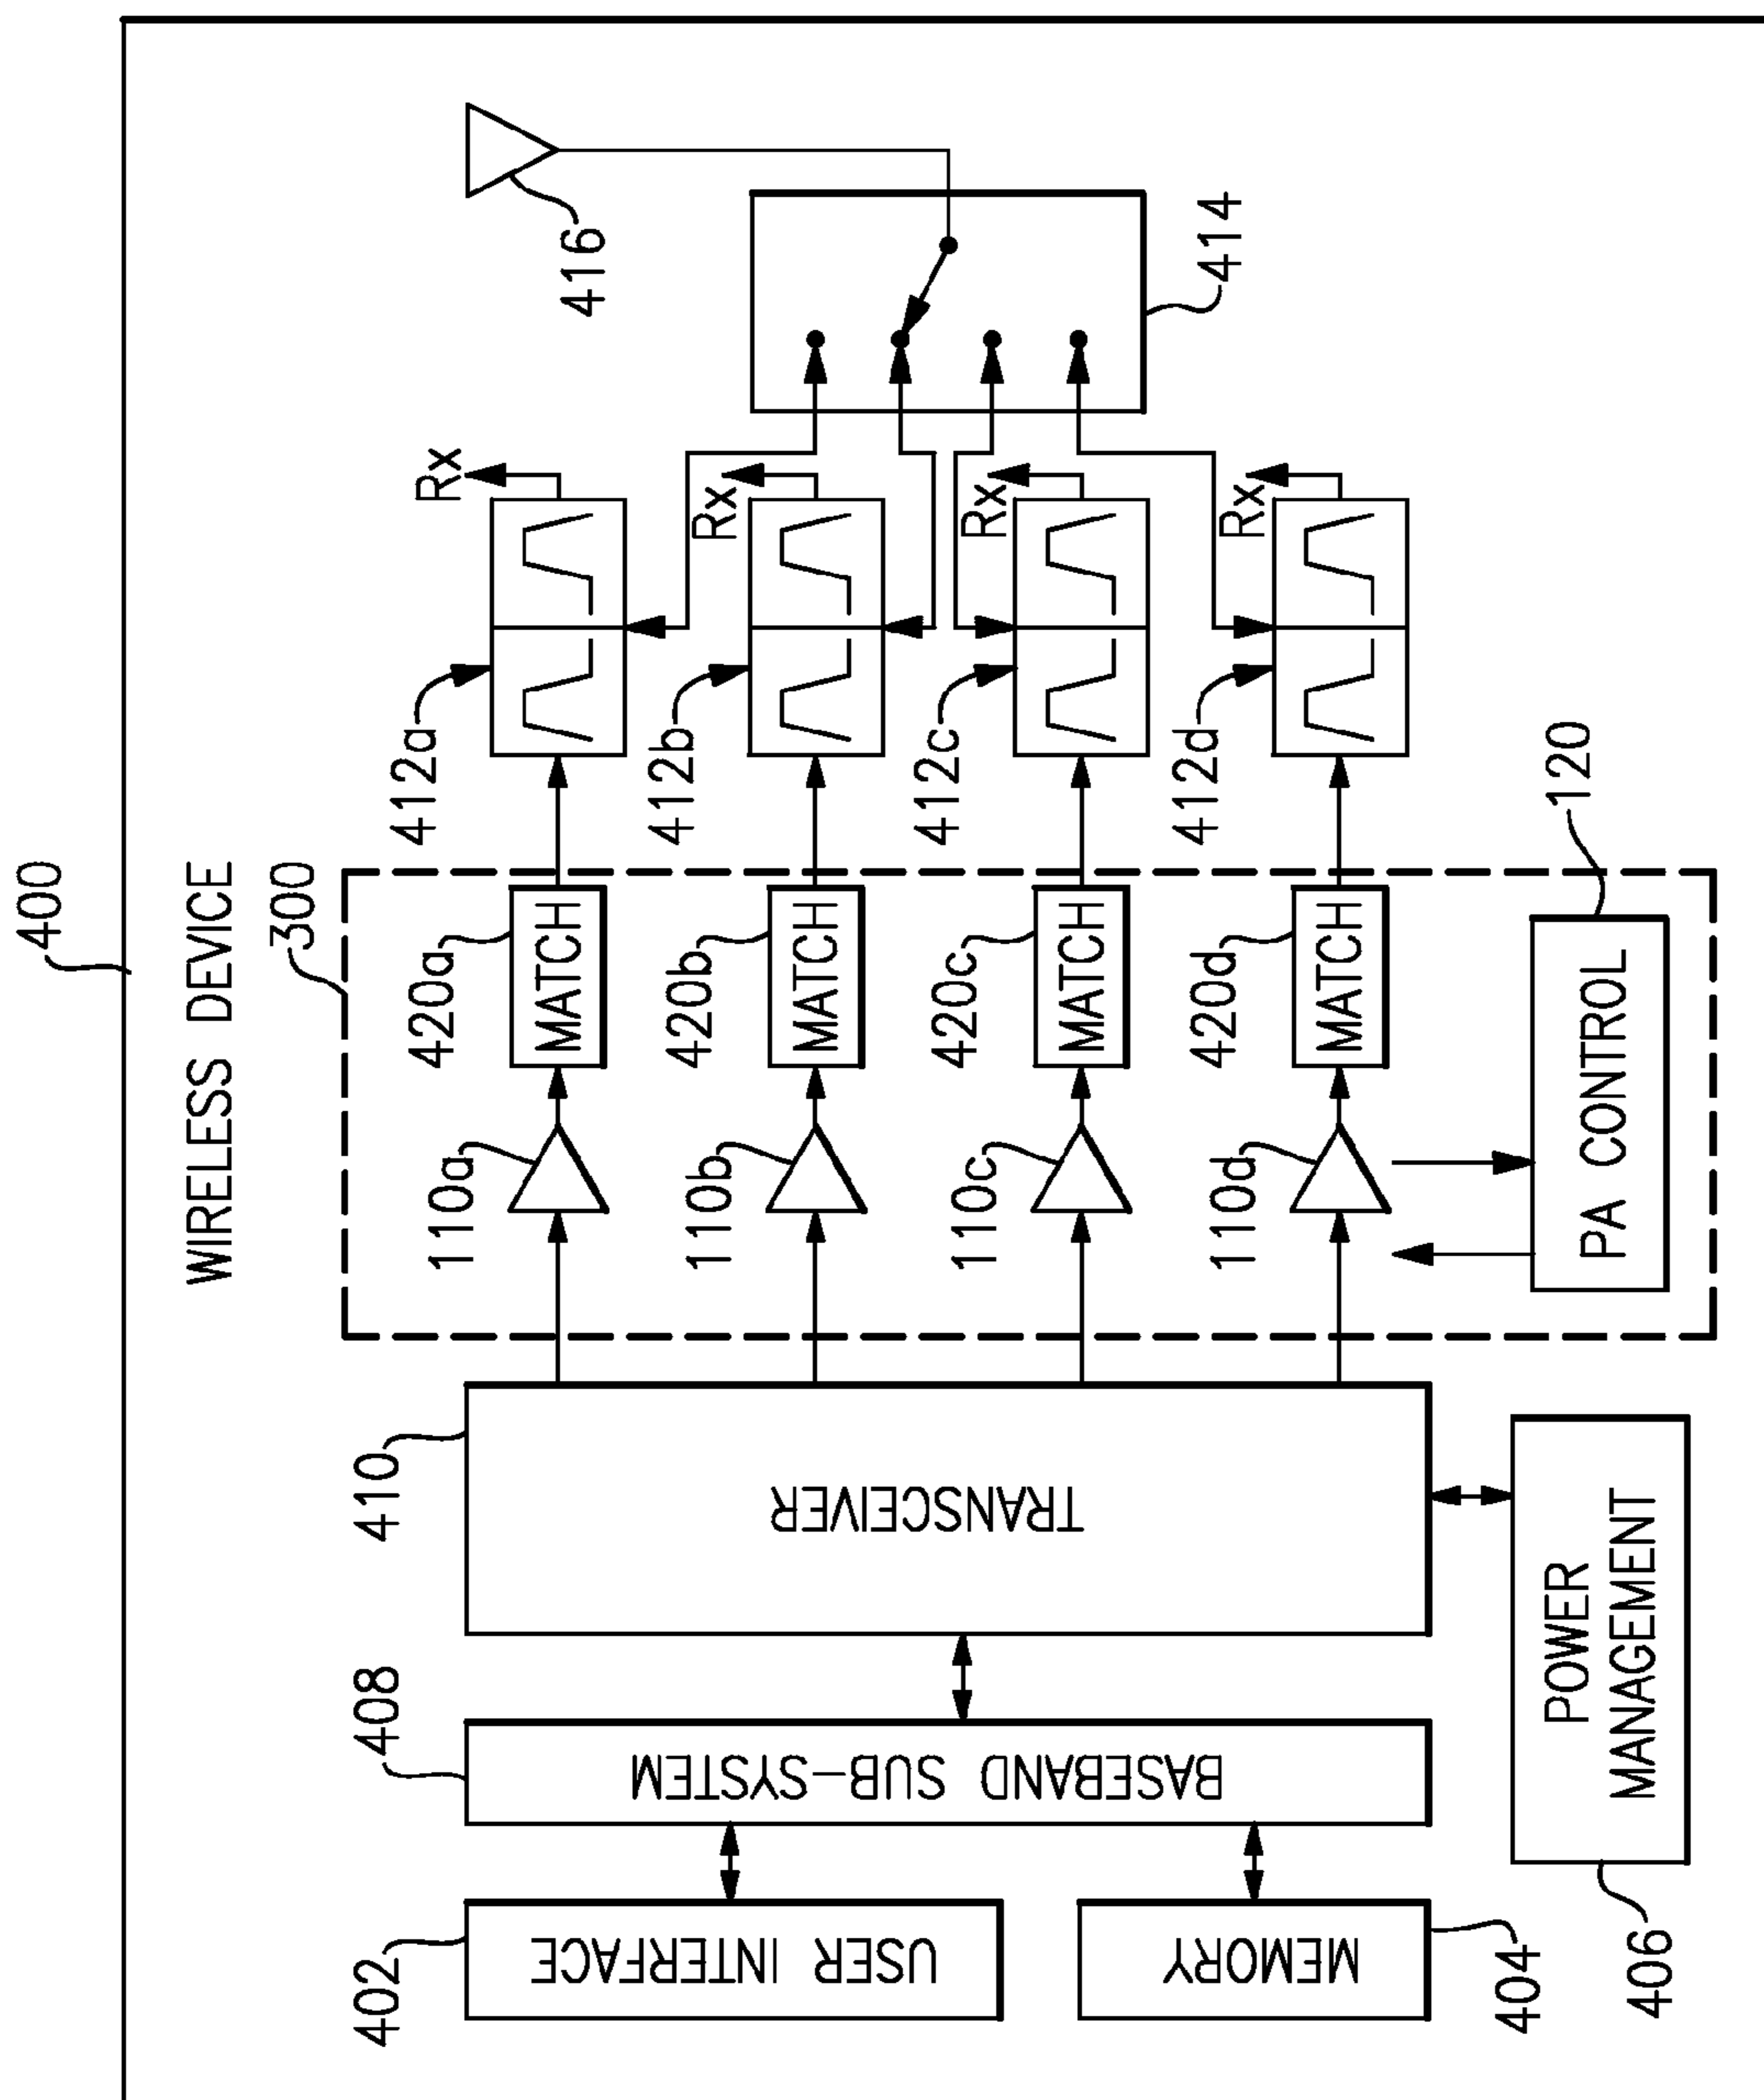 400
WIRELESS DEVICE
300
416
414
Rx
Rx
Rx
Rx
412a
412b
412c
412d
120
420a
MATCH
420b
MATCH
420c
MATCH
420d
MATCH
110a
110b
110c
110d
PA CONTROL
410
TRANSCEIVER
408
BASEBAND SUB-SYSTEM
POWER
MANAGEMENT
406
402
USER INTERFACE
MEMORY
404